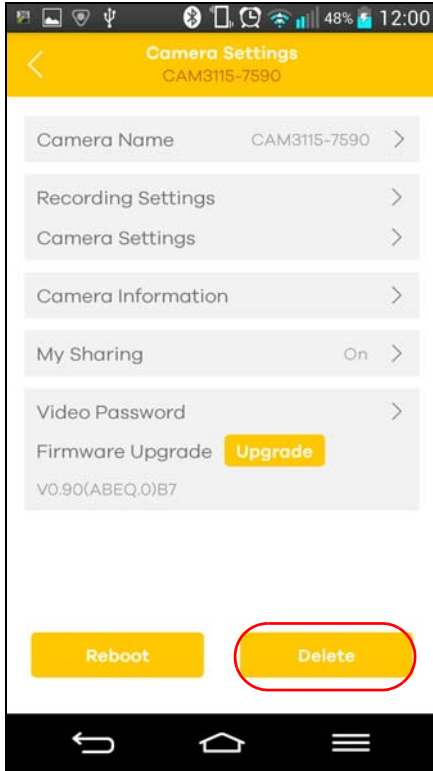 48% 12:00
Camera Settings
CAM3115-7590
Camera Name CAM3115-7590
Recording Settings
Camera Settings
Camera Information
My Sharing On
Video Password
Firmware Upgrade Upgrade
V0.90(ABEQ.0)B7
Reboot Delete